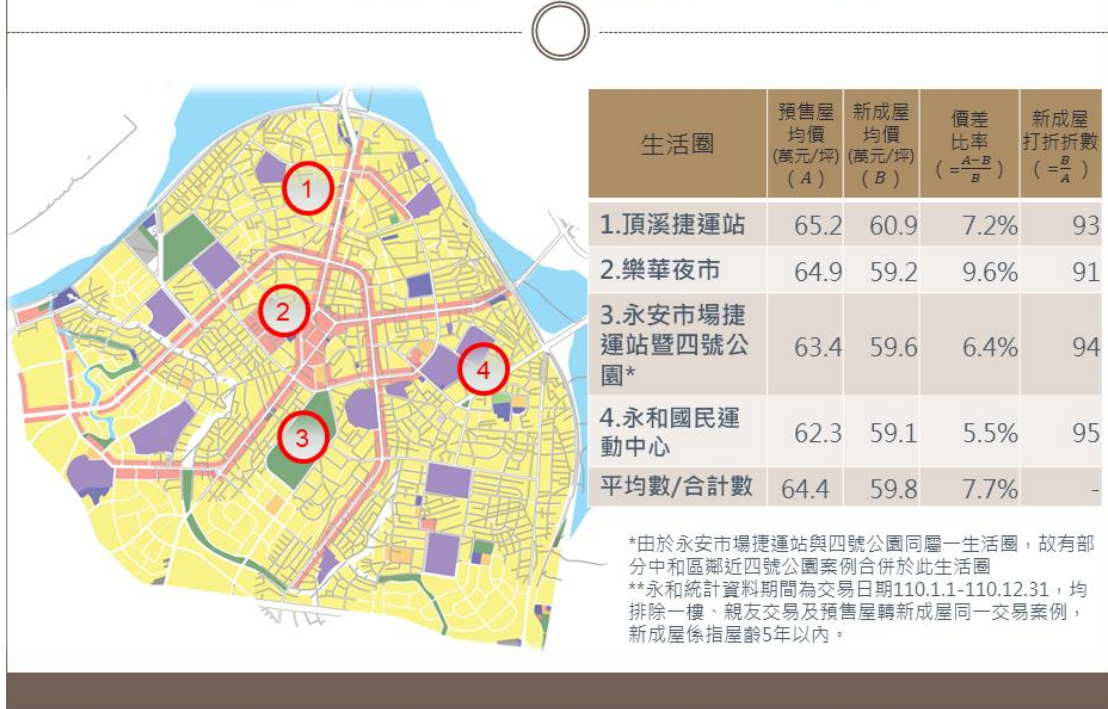 1
2
3
4
生活圈
預售屋
均價
(萬元/坪)
( A )
新成屋
均價
(萬元/坪)
( B )
價差
比率
( =A−B/B )
新成屋
打折折數
( =B/A )
1.頂溪捷運站 65.2 60.9 7.2% 93
2.樂華夜市 64.9 59.2 9.6% 91
3.永安市場捷
運站暨四號公
園*
63.4 59.6 6.4% 94
4.永和國民運
動中心
62.3 59.1 5.5% 95
平均數/合計數 64.4 59.8 7.7% -
*由於永安市場捷運站與四號公園同屬一生活圈，故有部
分中和區鄰近四號公園案例合併於此生活圈
**永和統計資料期間為交易日期110.1.1-110.12.31，均
排除一樓、親友交易及預售屋轉新成屋同一交易案例，
新成屋係指屋齡5年以內。